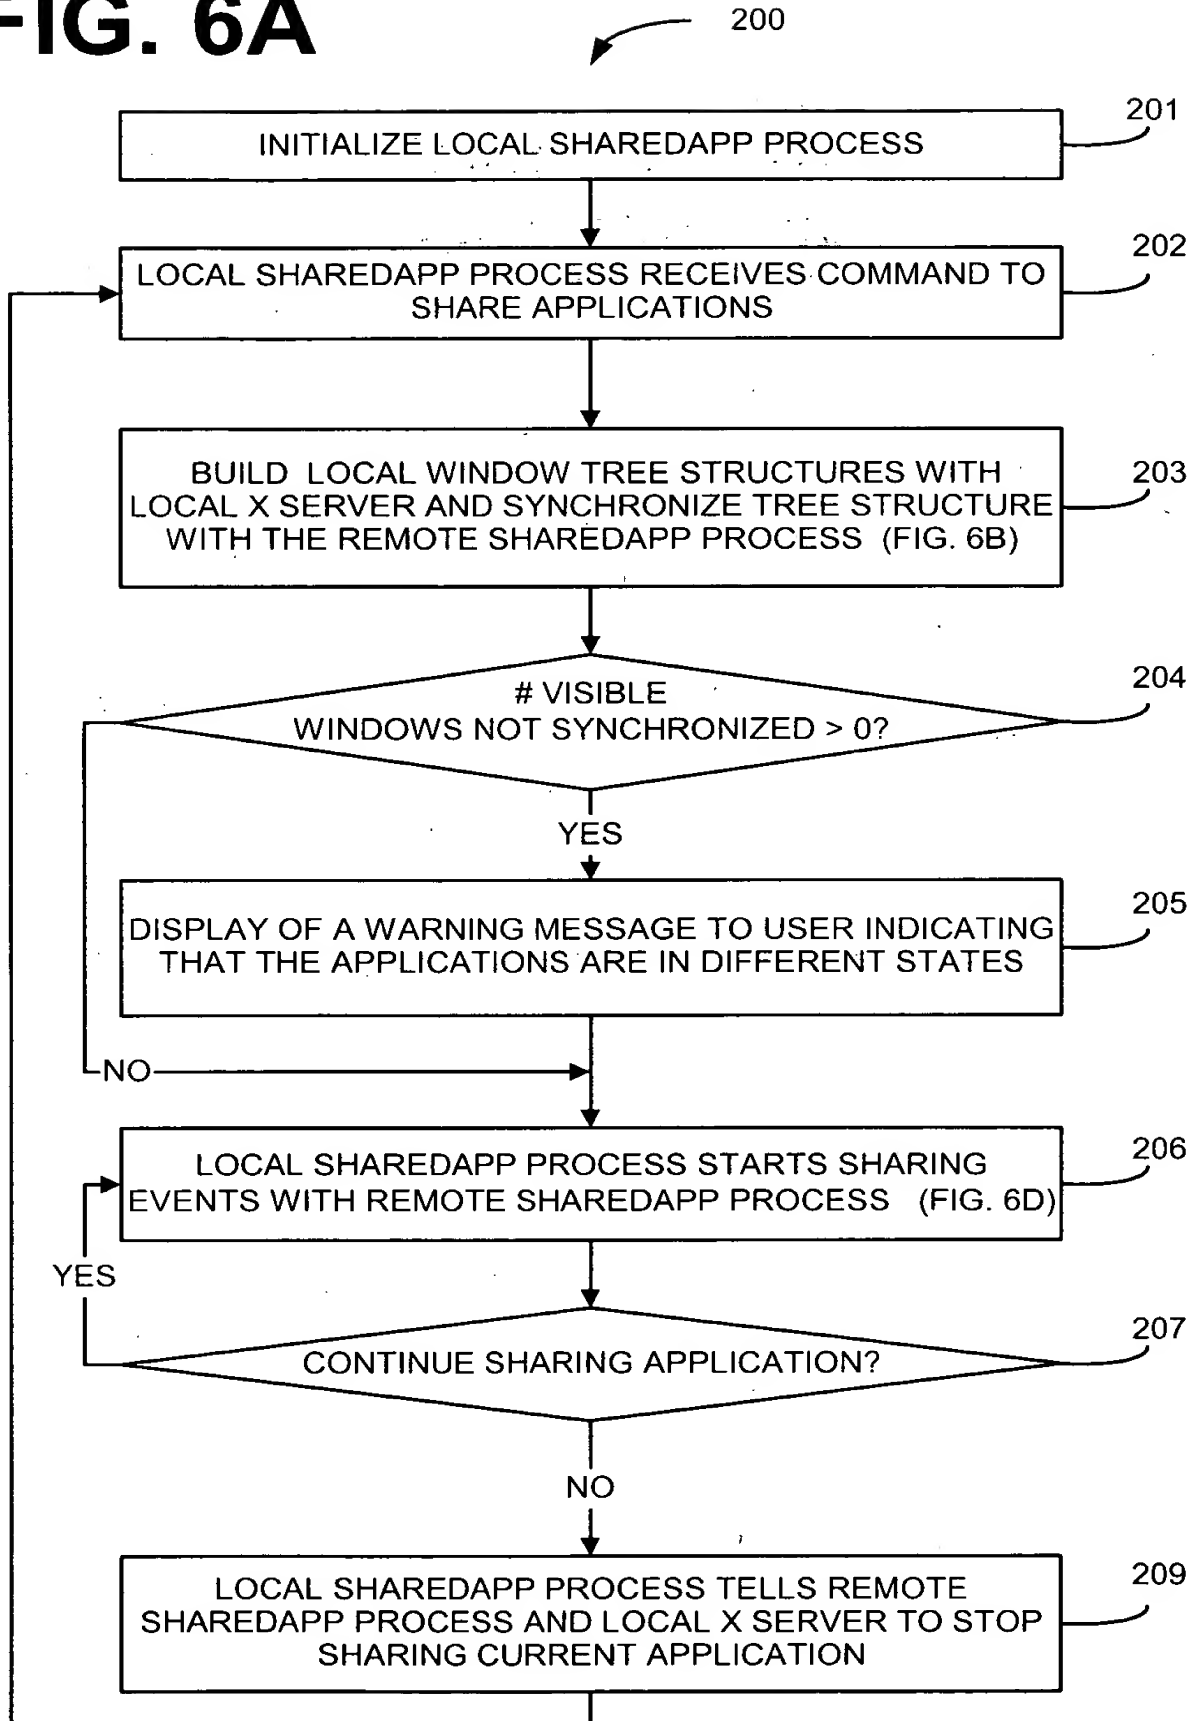 FIG. 6A
200
INITIALIZE LOCAL SHAREDAPP PROCESS
201
LOCAL SHAREDAPP PROCESS RECEIVES COMMAND TO
SHARE APPLICATIONS
202
BUILD LOCAL WINDOW TREE STRUCTURES WITH
LOCAL X SERVER AND SYNCHRONIZE TREE STRUCTURE
WITH THE REMOTE SHAREDAPP PROCESS (FIG. 6B)
203
# VISIBLE
WINDOWS NOT SYNCHRONIZED > 0?
204
YES
DISPLAY OF A WARNING MESSAGE TO USER INDICATING
THAT THE APPLICATIONS ARE IN DIFFERENT STATES
205
NO
LOCAL SHAREDAPP PROCESS STARTS SHARING
EVENTS WITH REMOTE SHAREDAPP PROCESS (FIG. 6D)
206
YES
CONTINUE SHARING APPLICATION?
207
NO
LOCAL SHAREDAPP PROCESS TELLS REMOTE
SHAREDAPP PROCESS AND LOCAL X SERVER TO STOP
SHARING CURRENT APPLICATION
209